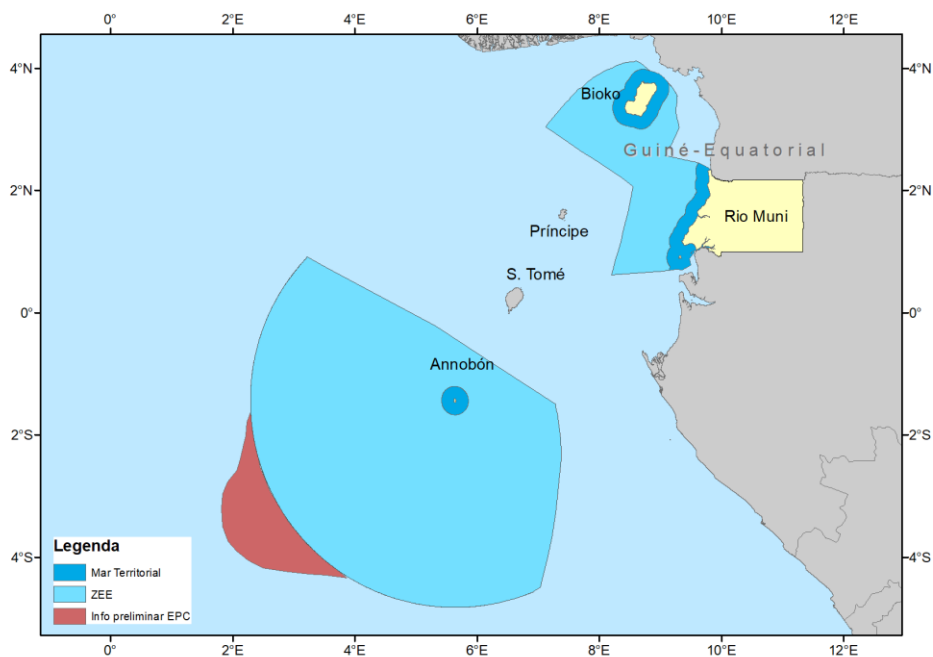 0° 2°E 4°E 6°E 8°E 10°E 12°E
4°N 4°N
Bioko
Guiné-Equatorial
2°N 2°N
Rio Muni
Príncipe
S. Tomé
0° 0°
Annobón
2°S 2°S
Legenda
Mar Territorial
ZEE
Info preliminar EPC
4°S 4°S
0° 2°E 4°E 6°E 8°E 10°E 12°E